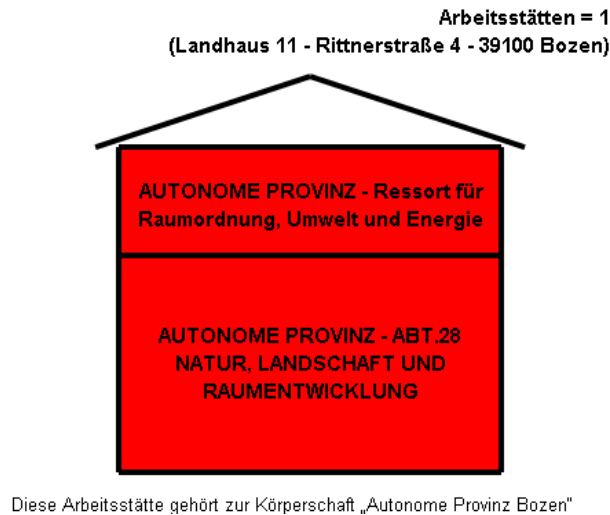 Arbeitsstätten = 1
(Landhaus 11 - Rittnerstraße 4 - 39100 Bozen)
AUTONOME PROVINZ - Ressort für
Raumordnung, Umwelt und Energie
AUTONOME PROVINZ - ABT.28
NATUR, LANDSCHAFT UND
RAUMENTWICKLUNG
Diese Arbeitsstätte gehört zur Körperschaft „Autonome Provinz Bozen"